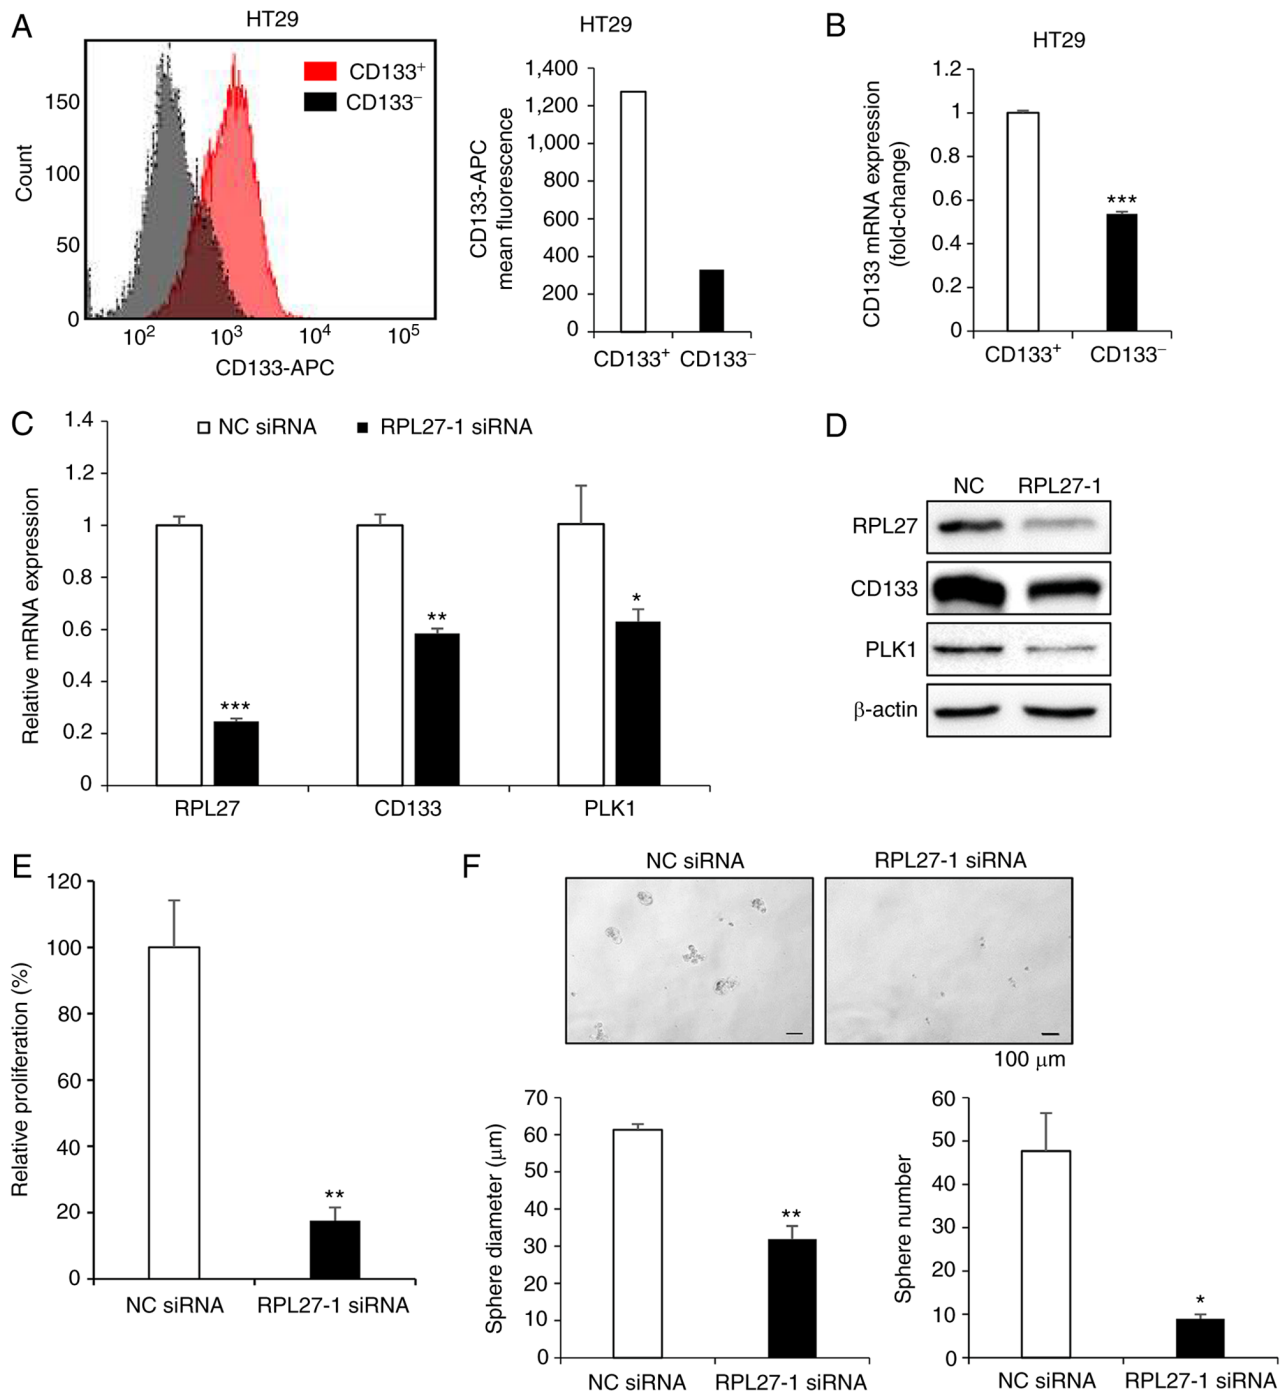 A
HT29
CD133⁺
CD133⁻
150
100
50
0
Count
10²
10³
10⁴
10⁵
CD133-APC
HT29
1,400
1,200
1,000
800
600
400
200
0
CD133-APC
mean fluorescence
CD133⁺
CD133⁻
B
HT29
1.2
1
0.8
0.6
0.4
0.2
0
CD133 mRNA expression
(fold-change)
***
CD133⁺
CD133⁻
C
NC siRNA
RPL27-1 siRNA
1.4
1.2
1
0.8
0.6
0.4
0.2
0
Relative mRNA expression
***
**
*
RPL27
CD133
PLK1
D
NC
RPL27-1
RPL27
CD133
PLK1
β-actin
E
120
100
80
60
40
20
0
Relative proliferation (%)
**
NC siRNA
RPL27-1 siRNA
F
NC siRNA
RPL27-1 siRNA
100 μm
70
60
50
40
30
20
10
0
Sphere diameter (μm)
**
NC siRNA
RPL27-1 siRNA
60
50
40
30
20
10
0
Sphere number
*
NC siRNA
RPL27-1 siRNA